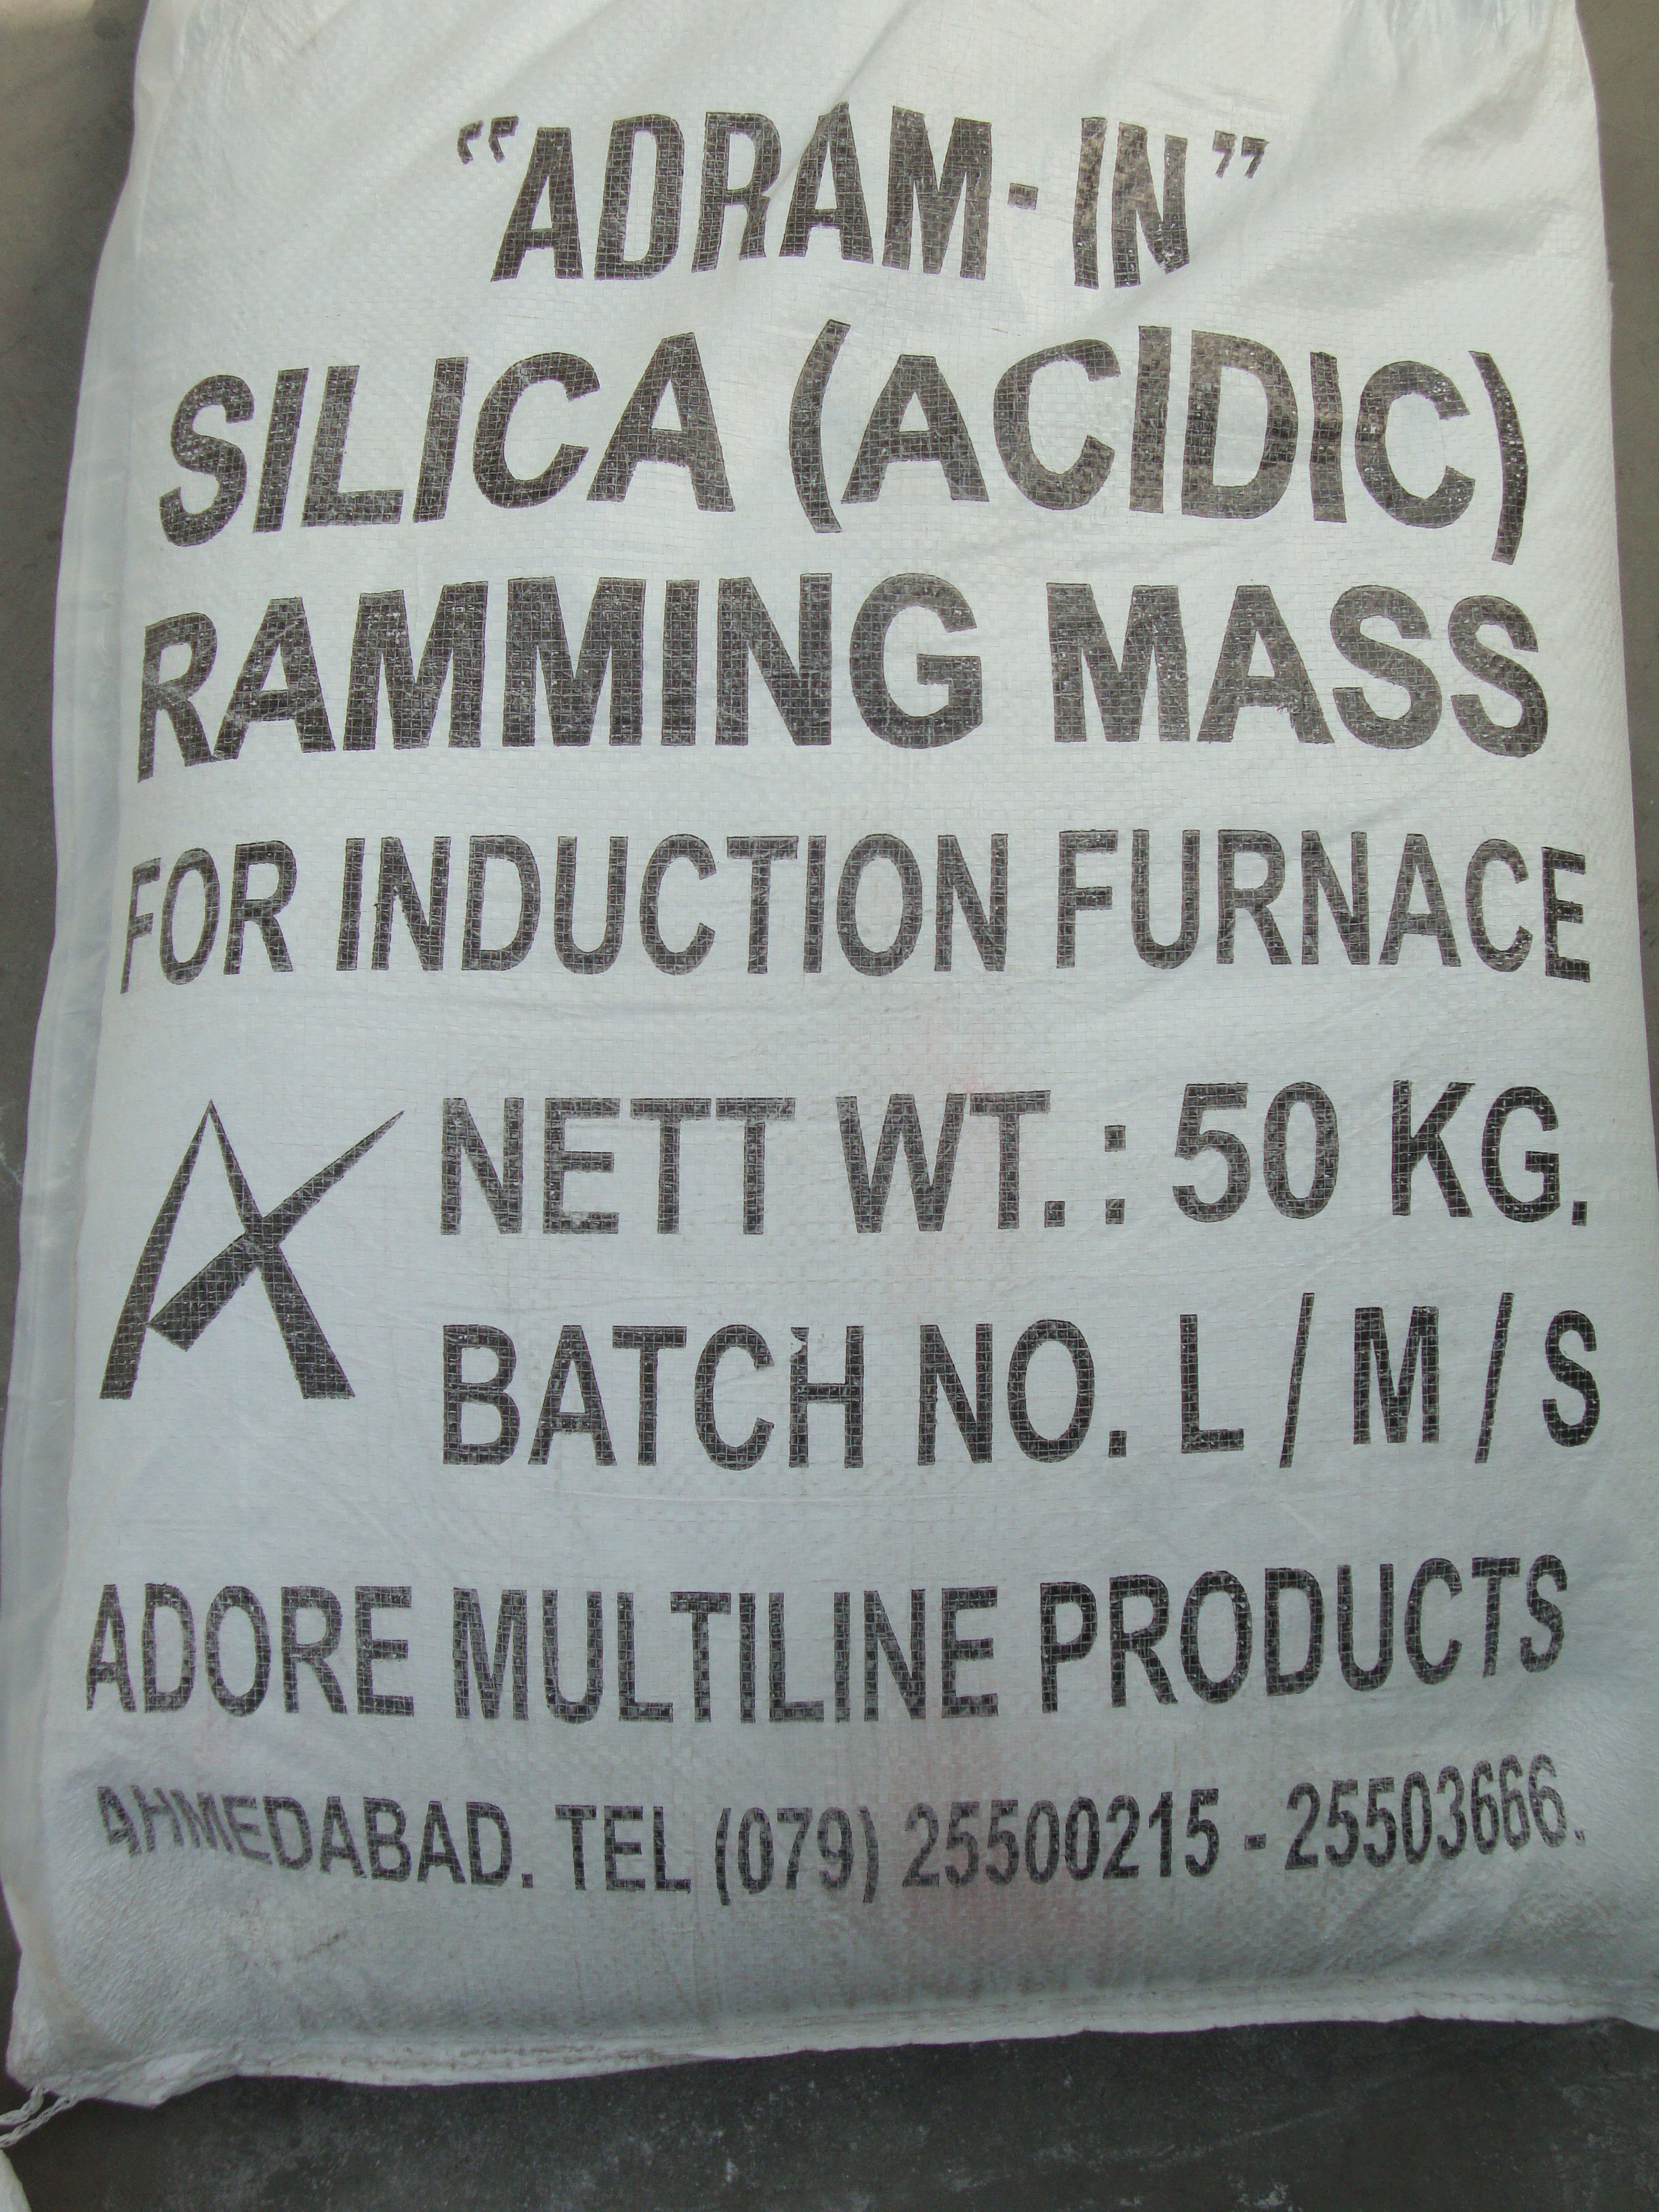 “ADRAM-IN”
SILICA (ACIDIC)
RAMMING MASS
FOR INDUCTION FURNACE
NETT WT.: 50 KG.
BATCH NO. L / M / S
ADORE MULTILINE PRODUCTS
AHMEDABAD. TEL (079) 25500215 - 25503666.